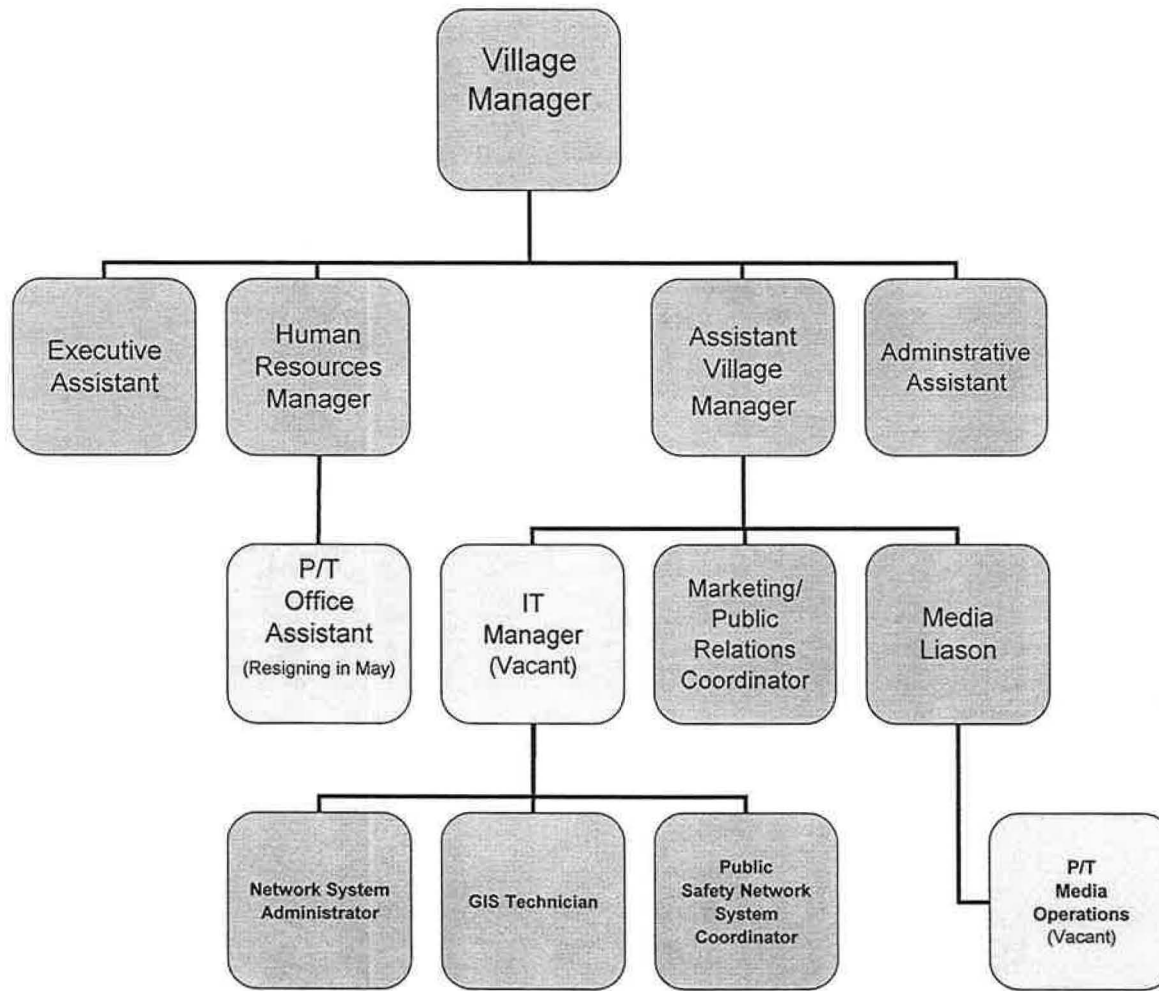 Village
Manager
Executive
Assistant
Human
Resources
Manager
Assistant
Village
Manager
Adminstrative
Assistant
P/T
Office
Assistant
(Resigning in May)
IT
Manager
(Vacant)
Marketing/
Public
Relations
Coordinator
Media
Liason
Network System
Administrator
GIS Technician
Public
Safety Network
System
Coordinator
P/T
Media
Operations
(Vacant)